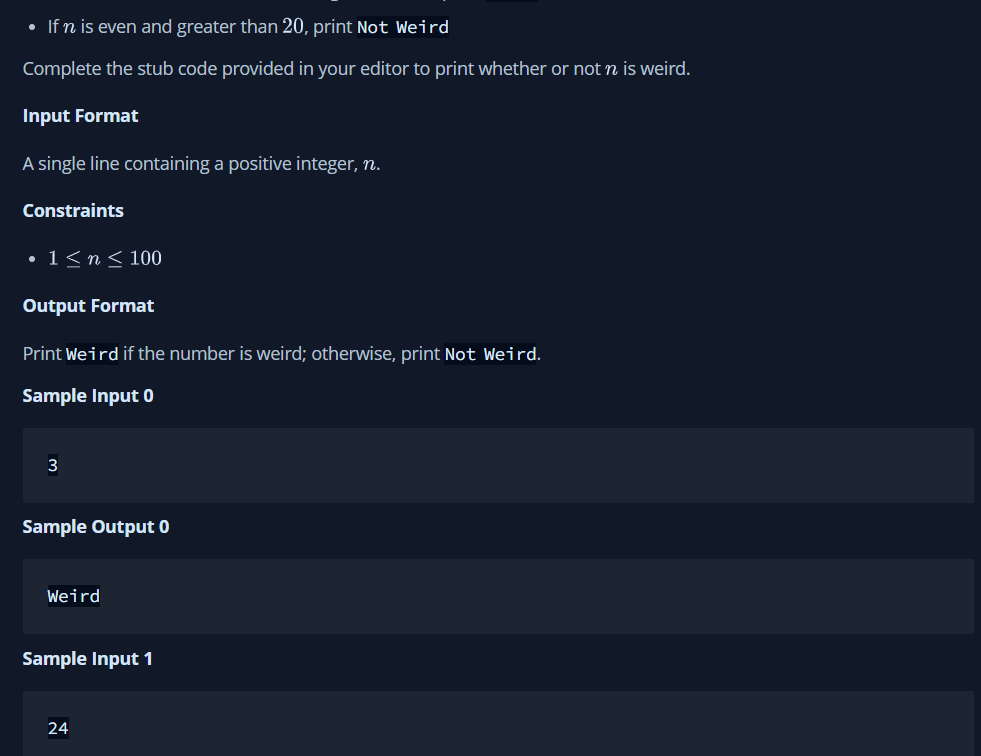 • If n is even and greater than 20, print Not Weird
Complete the stub code provided in your editor to print whether or not n is weird.
Input Format
A single line containing a positive integer, n.
Constraints
• 1 ≤ n ≤ 100
Output Format
Print Weird if the number is weird; otherwise, print Not Weird.
Sample Input 0
3
Sample Output 0
Weird
Sample Input 1
24